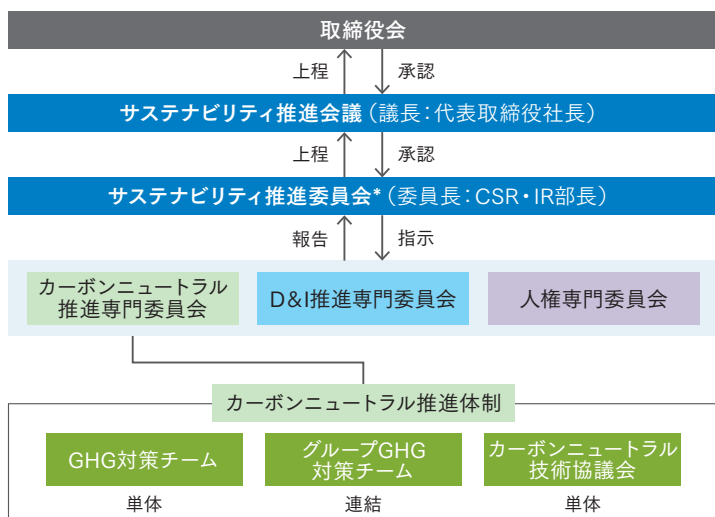 取締役会
上程 承認
サステナビリティ推進会議（議長：代表取締役社長）
上程 承認
サステナビリティ推進委員会*（委員長：CSR・IR部長）
報告 指示
カーボンニュートラル
推進専門委員会
D&I推進専門委員会
人権専門委員会
カーボンニュートラル推進体制
GHG対策チーム
グループGHG
対策チーム
カーボンニュートラル
技術協議会
単体 連結 単体